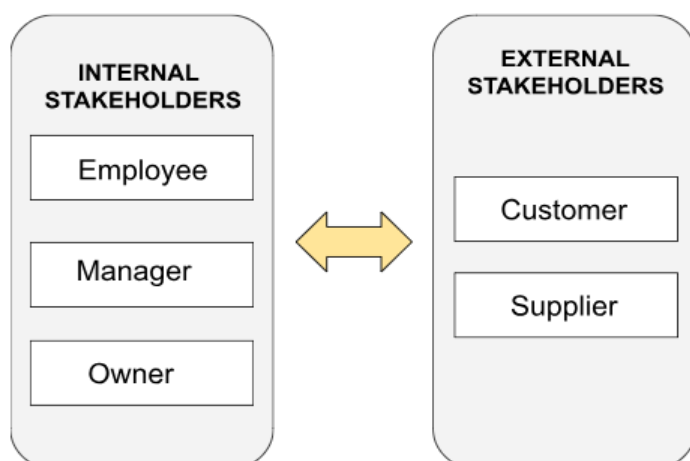 INTERNAL
STAKEHOLDERS
Employee
Manager
Owner
EXTERNAL
STAKEHOLDERS
Customer
Supplier